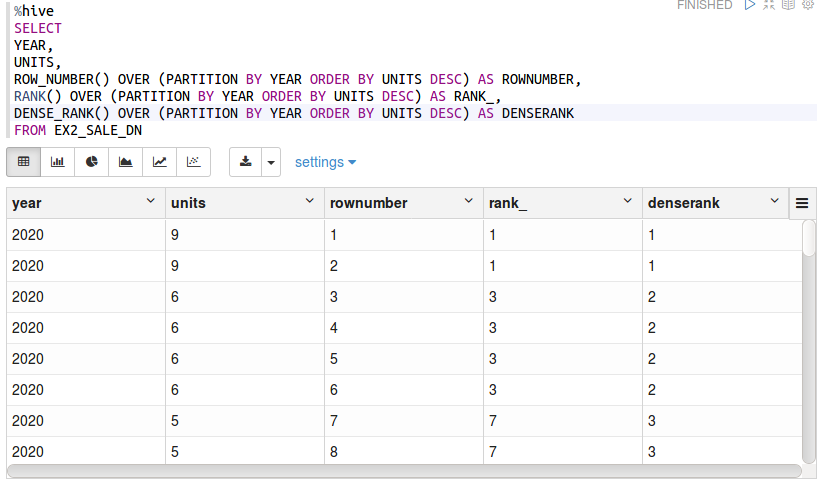 FINISHED
%hive
SELECT
YEAR,
UNITS,
ROW_NUMBER() OVER (PARTITION BY YEAR ORDER BY UNITS DESC) AS ROWNUMBER,
RANK() OVER (PARTITION BY YEAR ORDER BY UNITS DESC) AS RANK_,
DENSE_RANK() OVER (PARTITION BY YEAR ORDER BY UNITS DESC) AS DENSERANK
FROM EX2_SALE_DN
settings
year units rownumber rank_ denserank
2020 9 1 1 1
2020 9 2 1 1
2020 6 3 3 2
2020 6 4 3 2
2020 6 5 3 2
2020 6 6 3 2
2020 5 7 7 3
2020 5 8 7 3